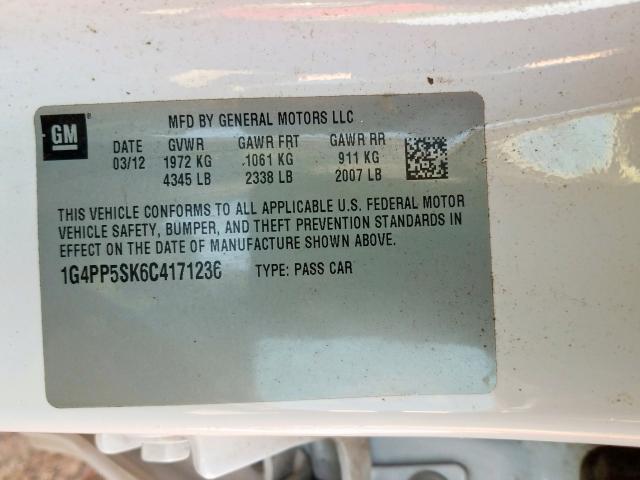 GM
MFD BY GENERAL MOTORS LLC
DATE GVWR GAWR FRT GAWR RR
03/12 1972 KG .1061 KG 911 KG
4345 LB 2338 LB 2007 LB
THIS VEHICLE CONFORMS TO ALL APPLICABLE U.S. FEDERAL MOTOR
VEHICLE SAFETY, BUMPER, AND THEFT PREVENTION STANDARDS IN
EFFECT ON THE DATE OF MANUFACTURE SHOWN ABOVE.
1G4PP5SK6C4171236 TYPE: PASS CAR